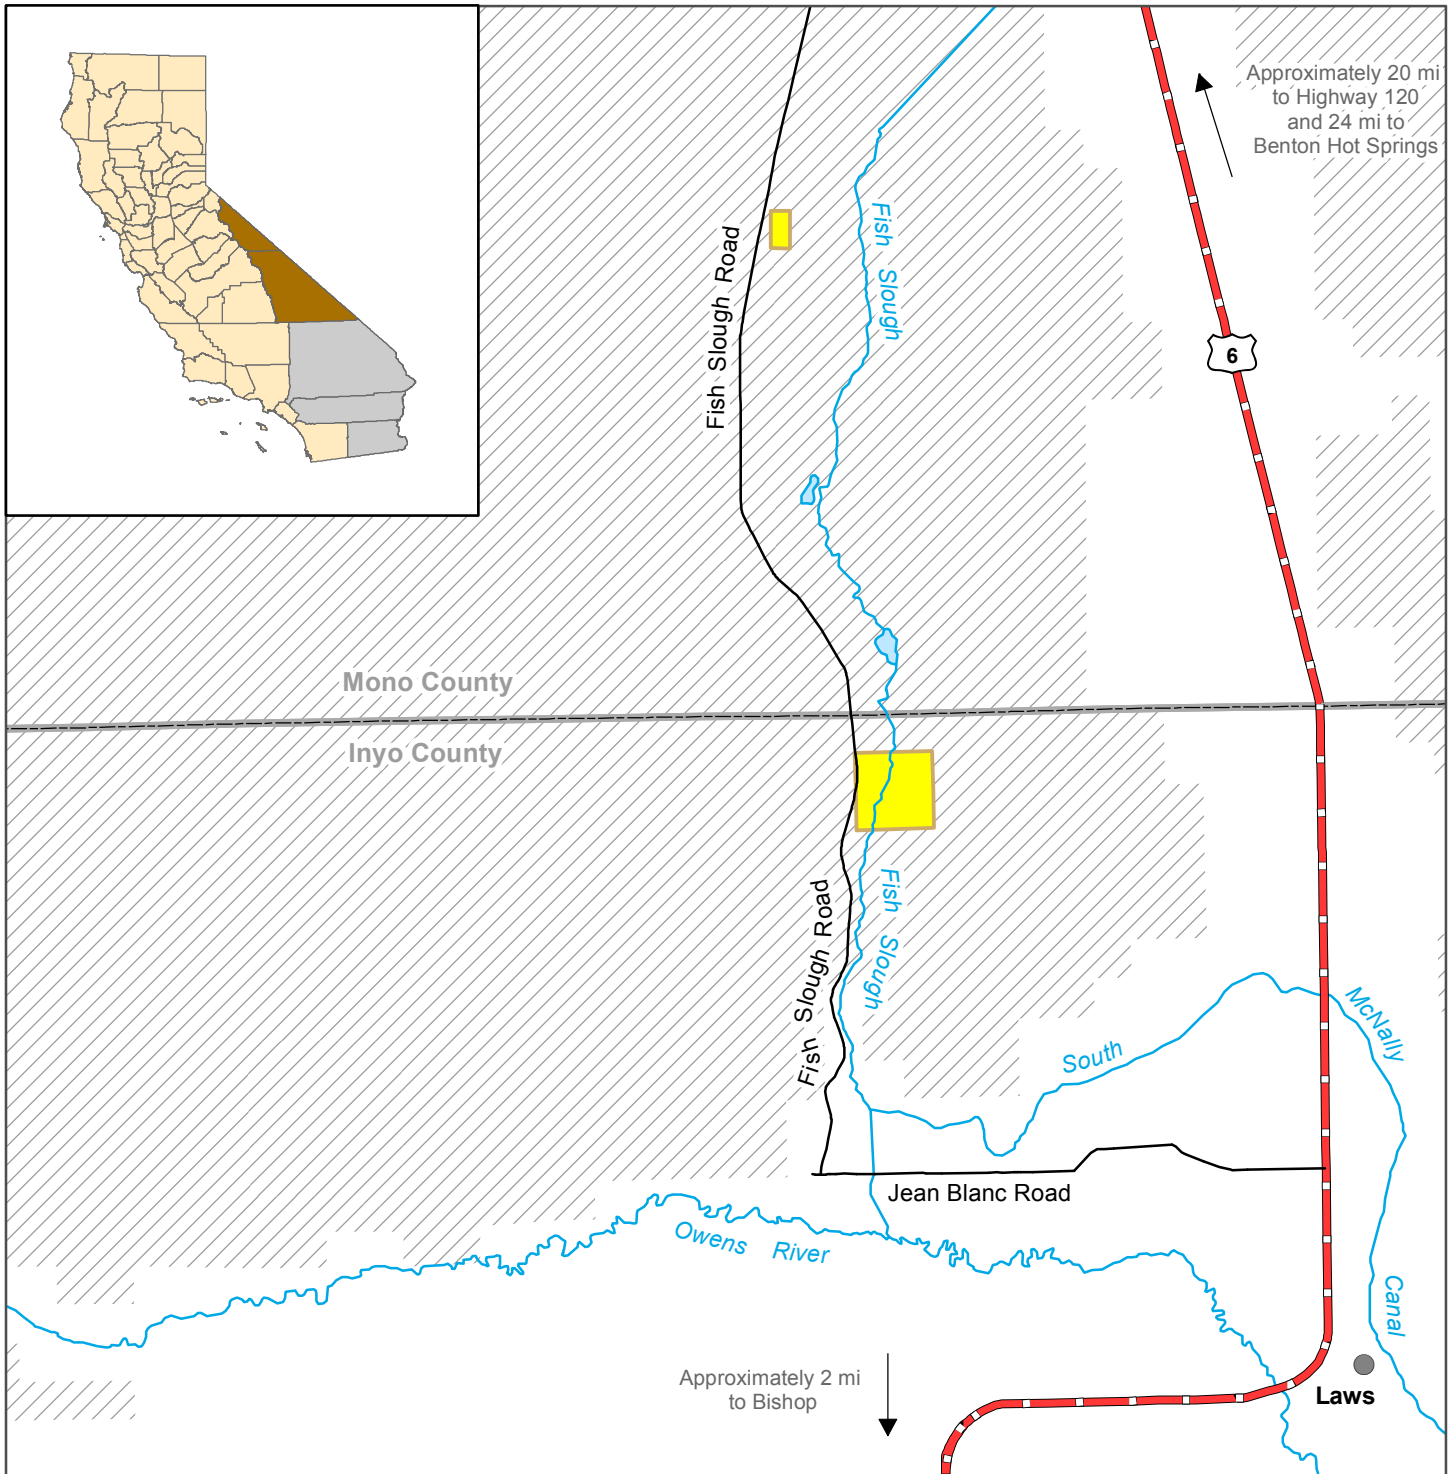 Approximately 20 mi
to Highway 120
and 24 mi to
Benton Hot Springs
Fish Slough Road
Fish Slough
6
Mono County
Inyo County
Fish Slough Road
Fish Slough
South
McNally
Canal
Jean Blanc Road
Owens River
Approximately 2 mi
to Bishop
Laws